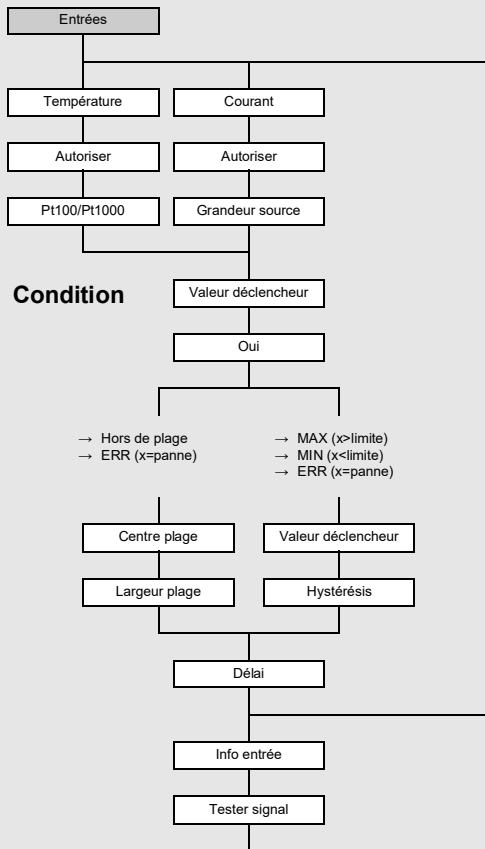 Entrées
Température
Courant
Autoriser
Autoriser
Pt100/Pt1000
Grandeur source
Condition
Valeur déclencheur
Oui
→ Hors de plage
→ ERR (x=panne)
→ MAX (x>limite)
→ MIN (x<limite)
→ ERR (x=panne)
Centre plage
Valeur déclencheur
Largeur plage
Hystérésis
Délai
Info entrée
Tester signal